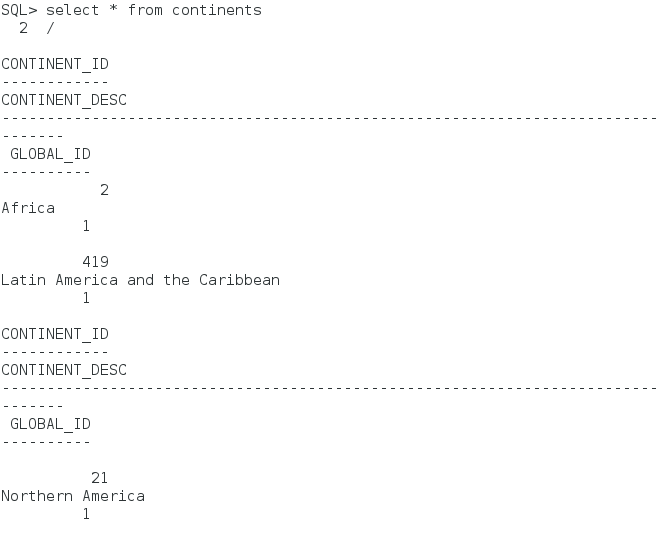 SQL> select * from continents
  2  /
CONTINENT_ID
------------
CONTINENT_DESC
-------------------------------------------------------------------------
-------
 GLOBAL_ID
----------
           2
Africa
         1
         419
Latin America and the Caribbean
         1
CONTINENT_ID
------------
CONTINENT_DESC
-------------------------------------------------------------------------
-------
 GLOBAL_ID
----------
          21
Northern America
         1